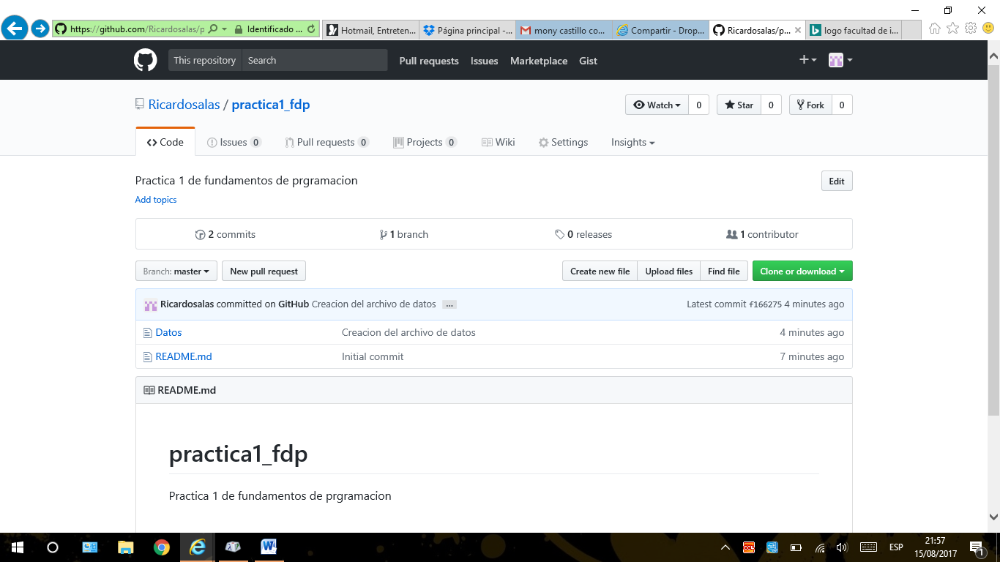 https://github.com/Ricardosalas/p
Identificado ...
Hotmail, Entreten...
Página principal -...
mony castillo co...
Compartir - Drop...
Ricardosalas/p...
logo facultad de i...
This repository
Search
Pull requests
Issues
Marketplace
Gist
Ricardosalas / practica1_fdp
Watch 0
Star 0
Fork 0
Code
Issues 0
Pull requests 0
Projects 0
Wiki
Settings
Insights
Practica 1 de fundamentos de prgramacion
Edit
Add topics
2 commits
1 branch
0 releases
1 contributor
Branch: master
New pull request
Create new file
Upload files
Find file
Clone or download
Ricardosalas committed on GitHub Creacion del archivo de datos ...
Latest commit f166275 4 minutes ago
Datos
Creacion del archivo de datos
4 minutes ago
README.md
Initial commit
7 minutes ago
README.md
practica1_fdp
Practica 1 de fundamentos de prgramacion
ESP
21:57
15/08/2017
1